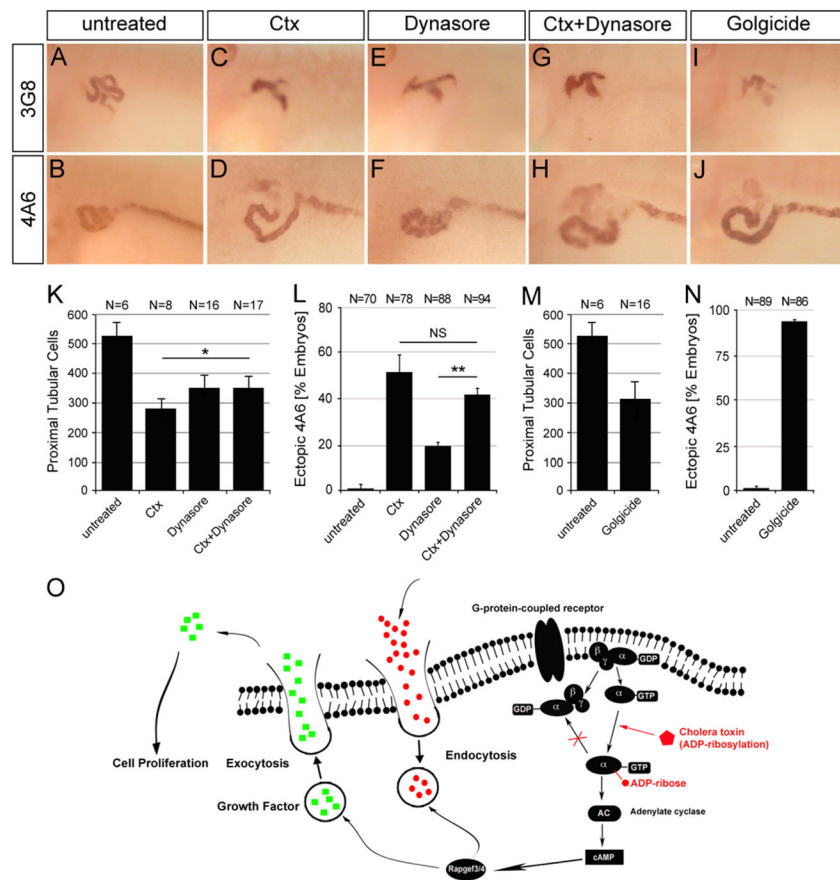 untreated Ctx Dynasore Ctx+Dynasore Golgicide
3G8
A C E G I
4A6
B D F H J
K
N=6 N=8 N=16 N=17
Proximal Tubular Cells
600
500
400
300
200
100
0
*
untreated Ctx Dynasore Ctx+Dynasore
L
N=70 N=78 N=88 N=94
Ectopic 4A6 [% Embryos]
80
60
40
20
0
NS
**
untreated Ctx Dynasore Ctx+Dynasore
M
N=6 N=16
Proximal Tubular Cells
600
500
400
300
200
100
0
untreated Golgicide
N
N=89 N=86
Ectopic 4A6 [% Embryos]
100
75
50
25
0
untreated Golgicide
O
G-protein-coupled receptor
β γ α GDP
GDP α β γ
α GTP
Cholera toxin
(ADP-ribosylation)
α GTP
ADP-ribose
AC Adenylate cyclase
cAMP
Rapgef3/4
Cell Proliferation
Exocytosis
Endocytosis
Growth Factor